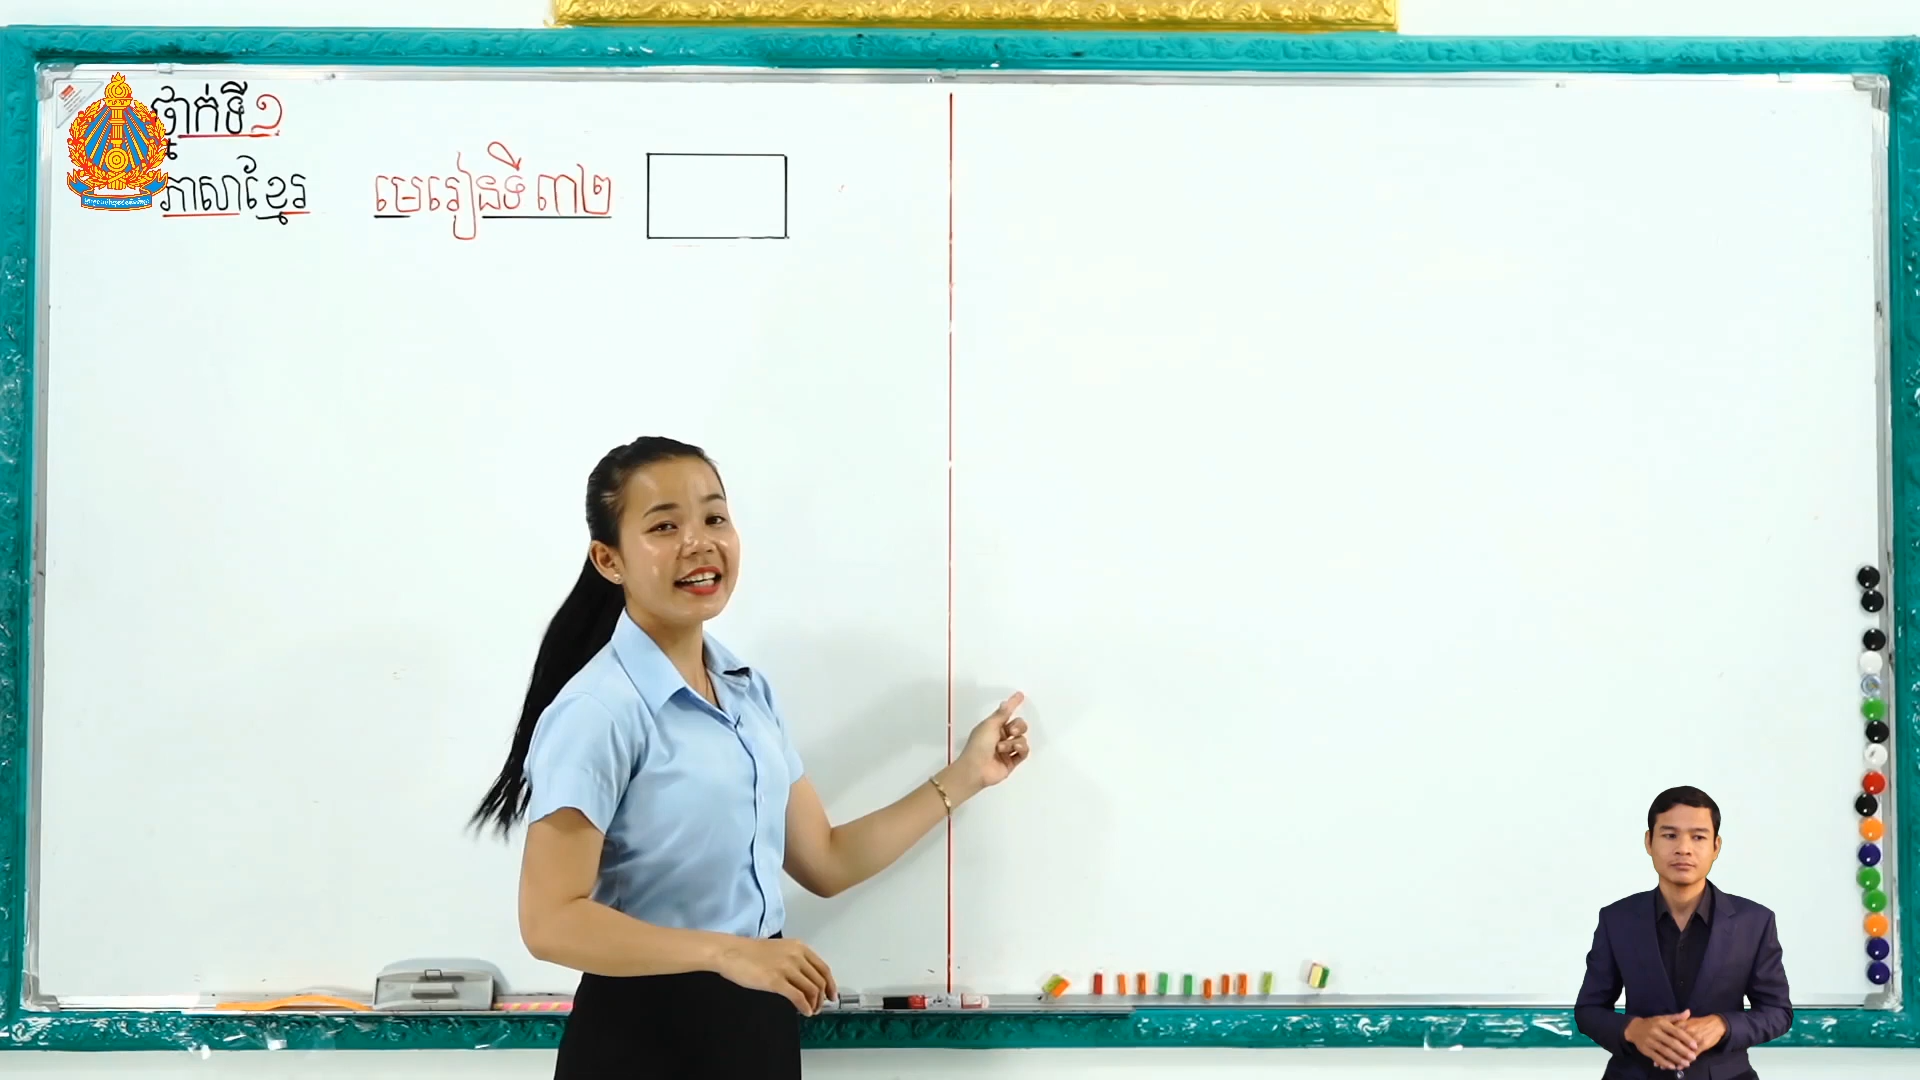 ថ្នាក់ទី ១
ភាសាខ្មែរ
មេរៀនទី ៣២